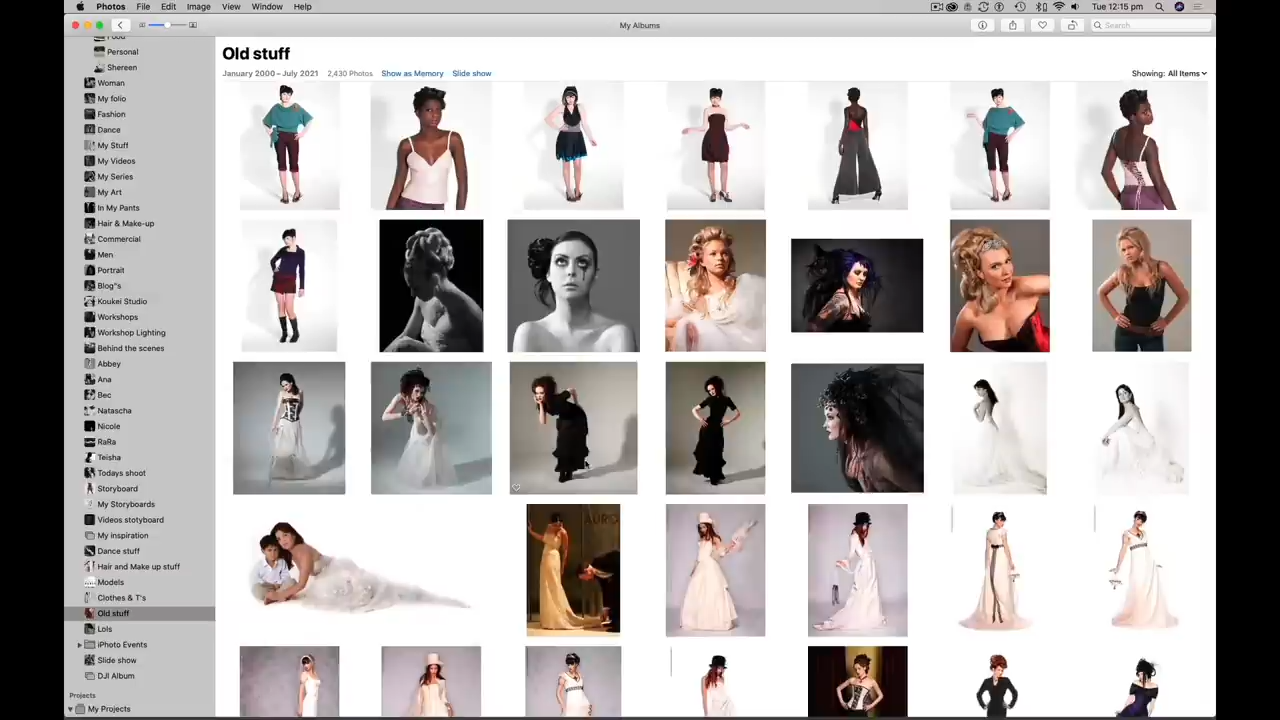 Photos File Edit Image View Window Help
Tue 12:15 pm
My Albums
Search
Food
Personal
Shereen
Woman
My folio
Fashion
Dance
My Stuff
My Videos
My Series
My Art
In My Pants
Hair & Make-up
Commercial
Men
Portrait
Blog"s
Koukei Studio
Workshops
Workshop Lighting
Behind the scenes
Abbey
Ana
Bec
Natascha
Nicole
RaRa
Teisha
Todays shoot
Storyboard
My Storyboards
Videos stotyboard
My inspiration
Dance stuff
Hair and Make up stuff
Models
Clothes & T's
Old stuff
Lols
iPhoto Events
Slide show
DJI Album
Projects
My Projects
Old stuff
January 2000 – July 2021 2,430 Photos Show as Memory Slide show
Showing: All Items
AURO